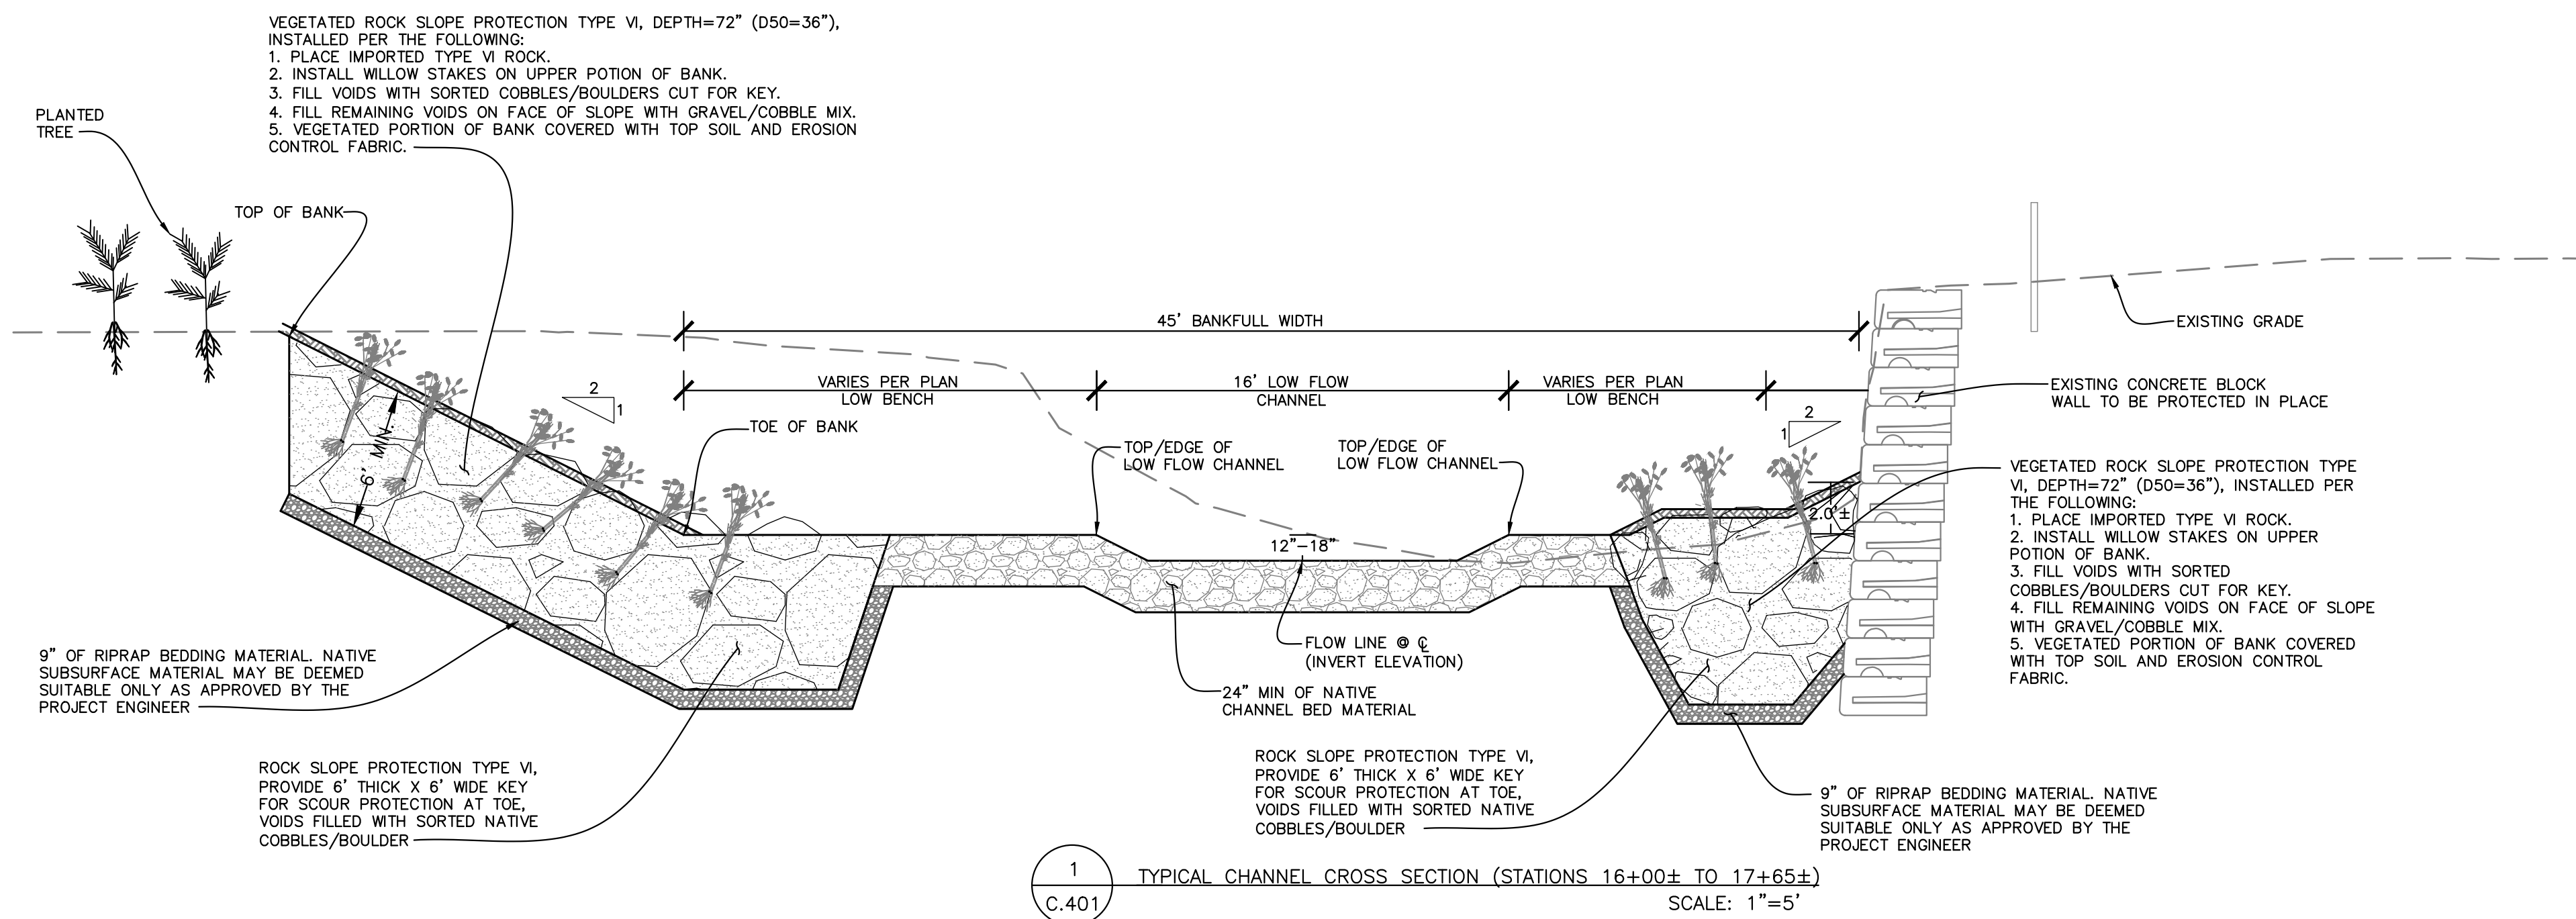 VEGETATED ROCK SLOPE PROTECTION TYPE VI, DEPTH=72" (D50=36"),
INSTALLED PER THE FOLLOWING:
1. PLACE IMPORTED TYPE VI ROCK.
2. INSTALL WILLOW STAKES ON UPPER POTION OF BANK.
3. FILL VOIDS WITH SORTED COBBLES/BOULDERS CUT FOR KEY.
4. FILL REMAINING VOIDS ON FACE OF SLOPE WITH GRAVEL/COBBLE MIX.
5. VEGETATED PORTION OF BANK COVERED WITH TOP SOIL AND EROSION
CONTROL FABRIC.
PLANTED
TREE
TOP OF BANK
45' BANKFULL WIDTH
EXISTING GRADE
2
1
VARIES PER PLAN
LOW BENCH
16' LOW FLOW
CHANNEL
VARIES PER PLAN
LOW BENCH
EXISTING CONCRETE BLOCK
WALL TO BE PROTECTED IN PLACE
2
1
TOE OF BANK
TOP/EDGE OF
LOW FLOW CHANNEL
TOP/EDGE OF
LOW FLOW CHANNEL
6' MIN.
2.0'±
12"-18"
VEGETATED ROCK SLOPE PROTECTION TYPE
VI, DEPTH=72" (D50=36"), INSTALLED PER
THE FOLLOWING:
1. PLACE IMPORTED TYPE VI ROCK.
2. INSTALL WILLOW STAKES ON UPPER
POTION OF BANK.
3. FILL VOIDS WITH SORTED
COBBLES/BOULDERS CUT FOR KEY.
4. FILL REMAINING VOIDS ON FACE OF SLOPE
WITH GRAVEL/COBBLE MIX.
5. VEGETATED PORTION OF BANK COVERED
WITH TOP SOIL AND EROSION CONTROL
FABRIC.
FLOW LINE @ ℄
(INVERT ELEVATION)
24" MIN OF NATIVE
CHANNEL BED MATERIAL
9" OF RIPRAP BEDDING MATERIAL. NATIVE
SUBSURFACE MATERIAL MAY BE DEEMED
SUITABLE ONLY AS APPROVED BY THE
PROJECT ENGINEER
ROCK SLOPE PROTECTION TYPE VI,
PROVIDE 6' THICK X 6' WIDE KEY
FOR SCOUR PROTECTION AT TOE,
VOIDS FILLED WITH SORTED NATIVE
COBBLES/BOULDER
ROCK SLOPE PROTECTION TYPE VI,
PROVIDE 6' THICK X 6' WIDE KEY
FOR SCOUR PROTECTION AT TOE,
VOIDS FILLED WITH SORTED NATIVE
COBBLES/BOULDER
9" OF RIPRAP BEDDING MATERIAL. NATIVE
SUBSURFACE MATERIAL MAY BE DEEMED
SUITABLE ONLY AS APPROVED BY THE
PROJECT ENGINEER
1
C.401
TYPICAL CHANNEL CROSS SECTION (STATIONS 16+00± TO 17+65±)
SCALE: 1"=5'